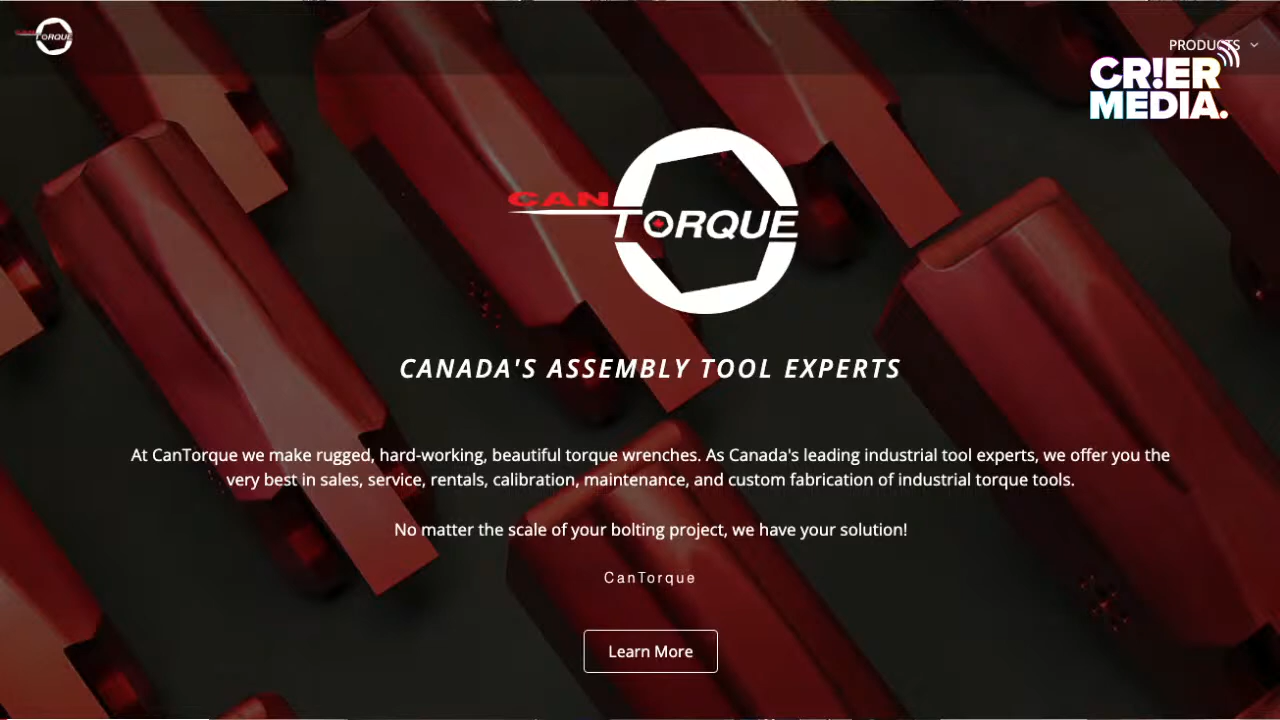 CAN TORQUE
PRODUCTS
CR!ER
MEDIA.
CAN
TORQUE
CANADA'S ASSEMBLY TOOL EXPERTS
At CanTorque we make rugged, hard-working, beautiful torque wrenches. As Canada's leading industrial tool experts, we offer you the
very best in sales, service, rentals, calibration, maintenance, and custom fabrication of industrial torque tools.
No matter the scale of your bolting project, we have your solution!
CanTorque
Learn More